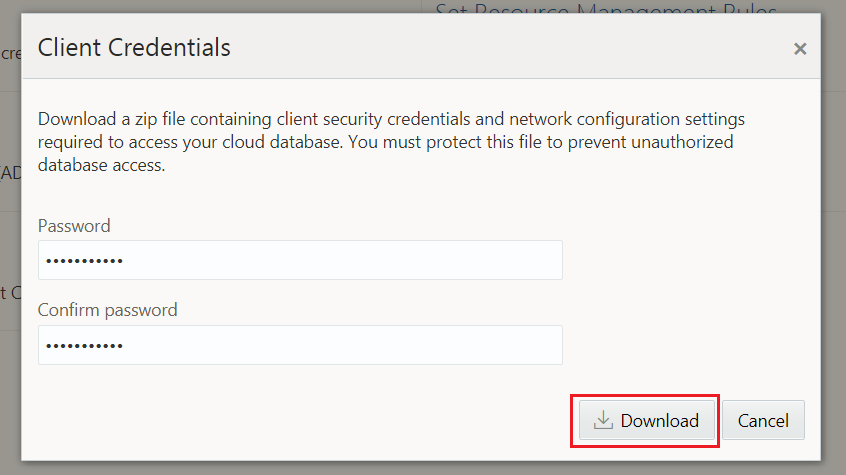 Set Resource Management Rules
Client Credentials
×
cre
Download a zip file containing client security credentials and network configuration settings
required to access your cloud database. You must protect this file to prevent unauthorized
database access.
AD
Password
•••••••••••
t C
Confirm password
•••••••••••
Download
Cancel